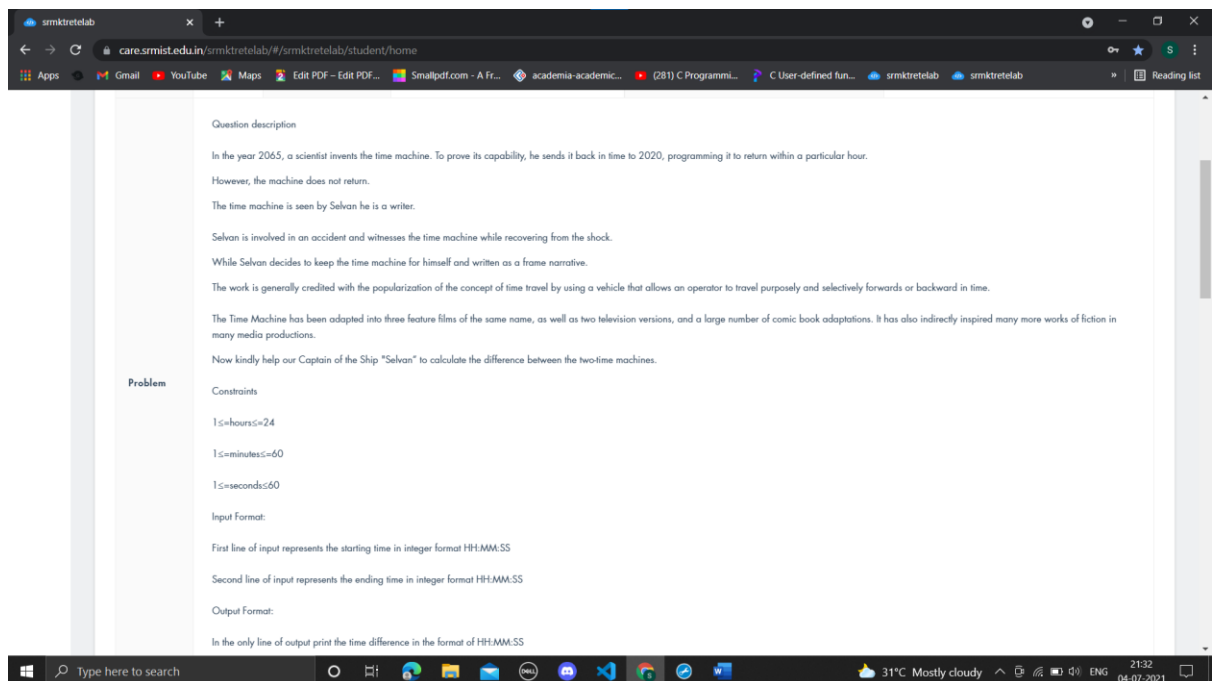 srmktretelab
care.srmist.edu.in/srmktretelab/#/srmktretelab/student/home
S
Apps
Gmail
YouTube
Maps
Edit PDF – Edit PDF...
Smallpdf.com - A Fr...
academia-academic...
(281) C Programmi...
C User-defined fun...
srmktretelab
srmktretelab
»
Reading list
Question description
In the year 2065, a scientist invents the time machine. To prove its capability, he sends it back in time to 2020, programming it to return within a particular hour.
However, the machine does not return.
The time machine is seen by Selvan he is a writer.
Selvan is involved in an accident and witnesses the time machine while recovering from the shock.
While Selvan decides to keep the time machine for himself and written as a frame narrative.
The work is generally credited with the popularization of the concept of time travel by using a vehicle that allows an operator to travel purposely and selectively forwards or backward in time.
The Time Machine has been adapted into three feature films of the same name, as well as two television versions, and a large number of comic book adaptations. It has also indirectly inspired many more works of fiction in
many media productions.
Now kindly help our Captain of the Ship "Selvan" to calculate the difference between the two-time machines.
Problem
Constraints
1≤=hours≤=24
1≤=minutes≤=60
1≤=seconds≤60
Input Format:
First line of input represents the starting time in integer format HH:MM:SS
Second line of input represents the ending time in integer format HH:MM:SS
Output Format:
In the only line of output print the time difference in the format of HH:MM:SS
Type here to search
DELL
W
31°C Mostly cloudy
ENG
21:32
04-07-2021